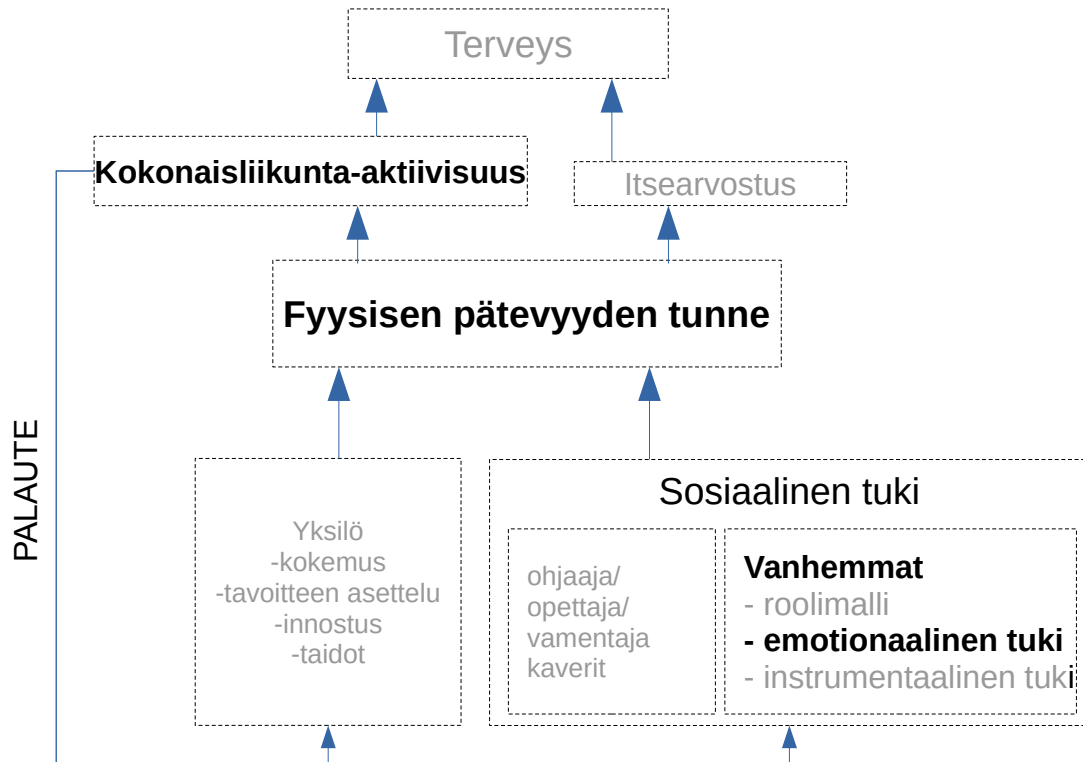 Terveys
Kokonaisliikunta-aktiivisuus
Itsearvostus
Fyysisen pätevyyden tunne
PALAUTE
Yksilö
-kokemus
-tavoitteen asettelu
-innostus
-taidot
Sosiaalinen tuki
ohjaaja/
opettaja/
vamentaja
kaverit
Vanhemmat
- roolimalli
- emotionaalinen tuki
- instrumentaalinen tuki